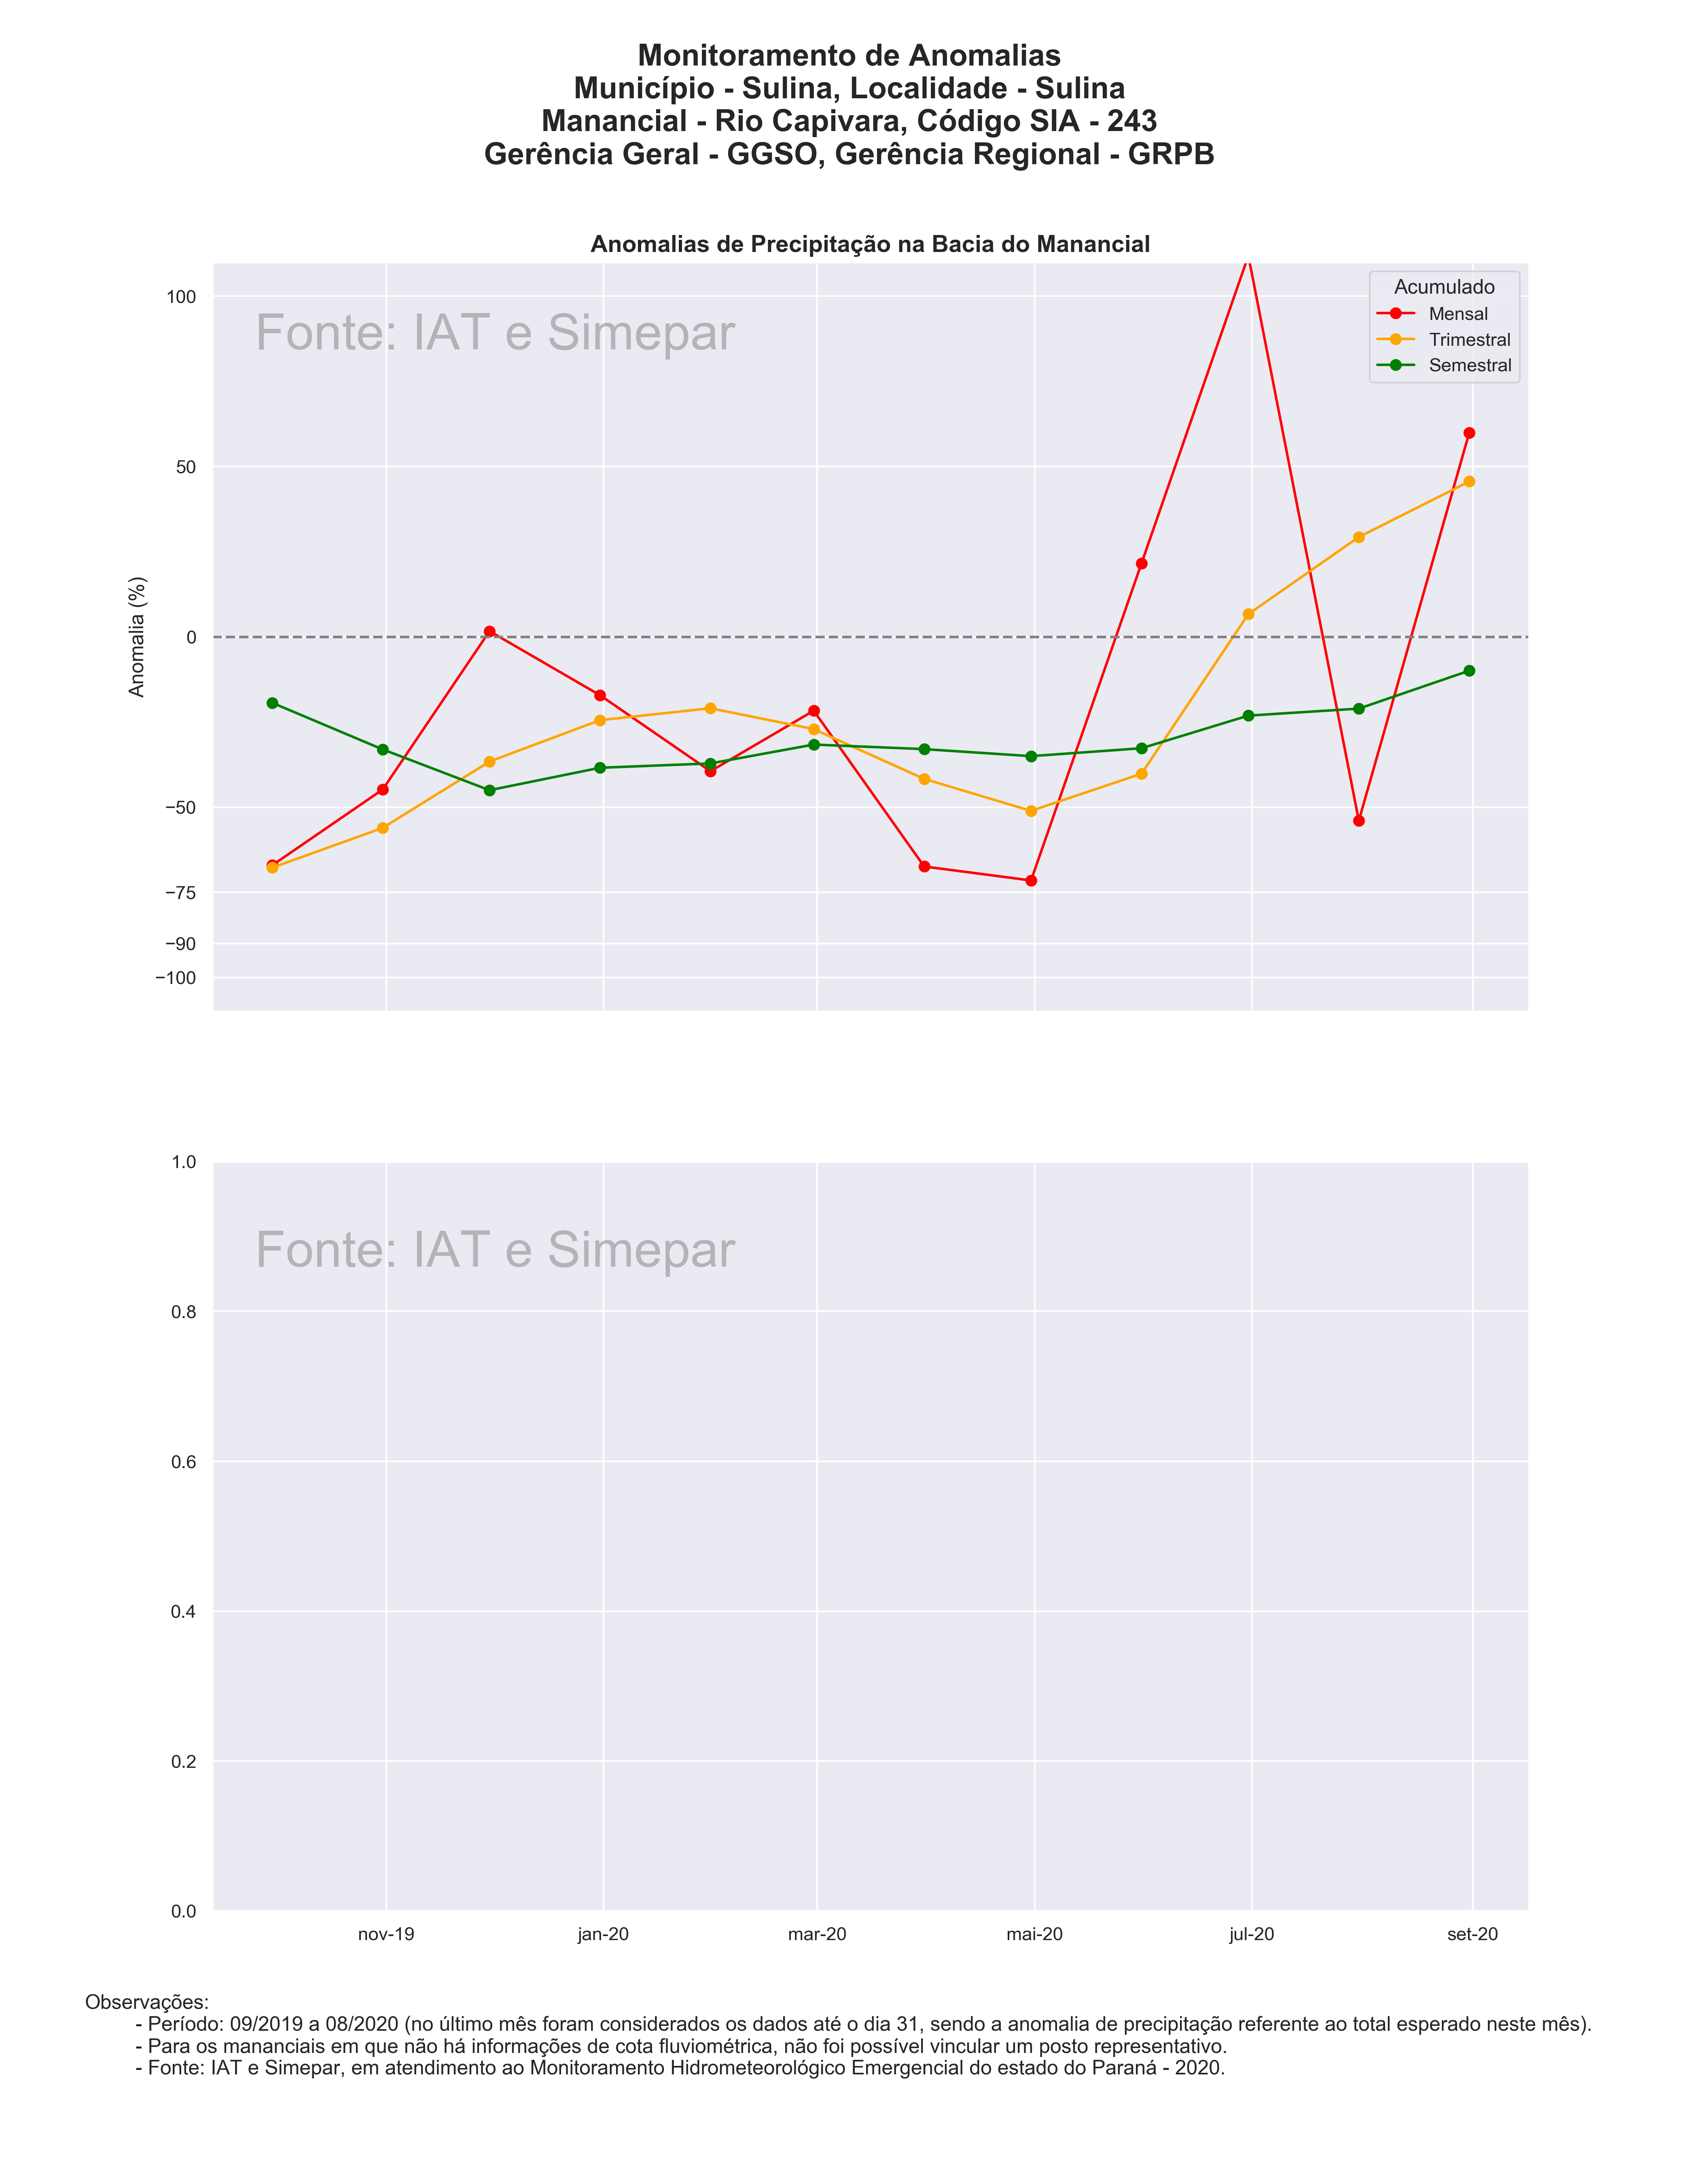 Monitoramento de Anomalias
Município - Sulina, Localidade - Sulina
Manancial - Rio Capivara, Código SIA - 243
Gerência Geral - GGSO, Gerência Regional - GRPB
Anomalias de Precipitação na Bacia do Manancial
Fonte: IAT e Simepar
Acumulado
Mensal
Trimestral
Semestral
Anomalia (%)
100
50
0
−50
−75
−90
−100
Fonte: IAT e Simepar
1.0
0.8
0.6
0.4
0.2
0.0
nov-19 jan-20 mar-20 mai-20 jul-20 set-20
Observações:
- Período: 09/2019 a 08/2020 (no último mês foram considerados os dados até o dia 31, sendo a anomalia de precipitação referente ao total esperado neste mês).
- Para os mananciais em que não há informações de cota fluviométrica, não foi possível vincular um posto representativo.
- Fonte: IAT e Simepar, em atendimento ao Monitoramento Hidrometeorológico Emergencial do estado do Paraná - 2020.